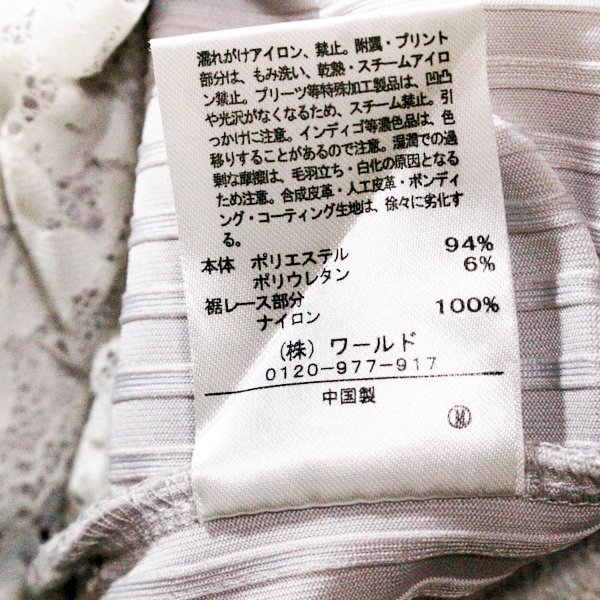 濡れがけアイロン、禁止。附属・プリント
部分は、もみ洗い、乾熱・スチームアイロ
ン禁止。プリーツ等特殊加工製品は、凹凸
や光沢がなくなるため、スチーム禁止。引
っかけに注意。インディゴ等濃色品は、色
移りすることがあるので注意。湿潤での過
剰な摩擦は、毛羽立ち・白化の原因となる
ため注意。合成皮革・人工皮革・ボンディ
ング・コーティング生地は、徐々に劣化す
る。
本体 ポリエステル 94%
ポリウレタン 6%
裾レース部分
ナイロン 100%
(株) ワールド
0120-977-917
中国製
Ⓜ